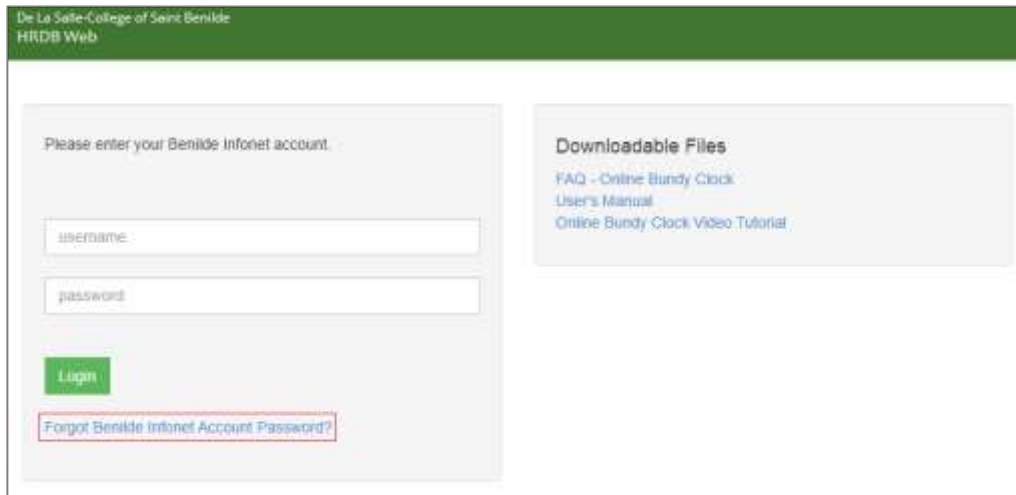 De La Salle-College of Saint Benilde
HRDB Web
Please enter your Benilde Infonet account.
username
password
Login
Forgot Benilde Infonet Account Password?
Downloadable Files
FAQ - Online Bundy Clock
User's Manual
Online Bundy Clock Video Tutorial